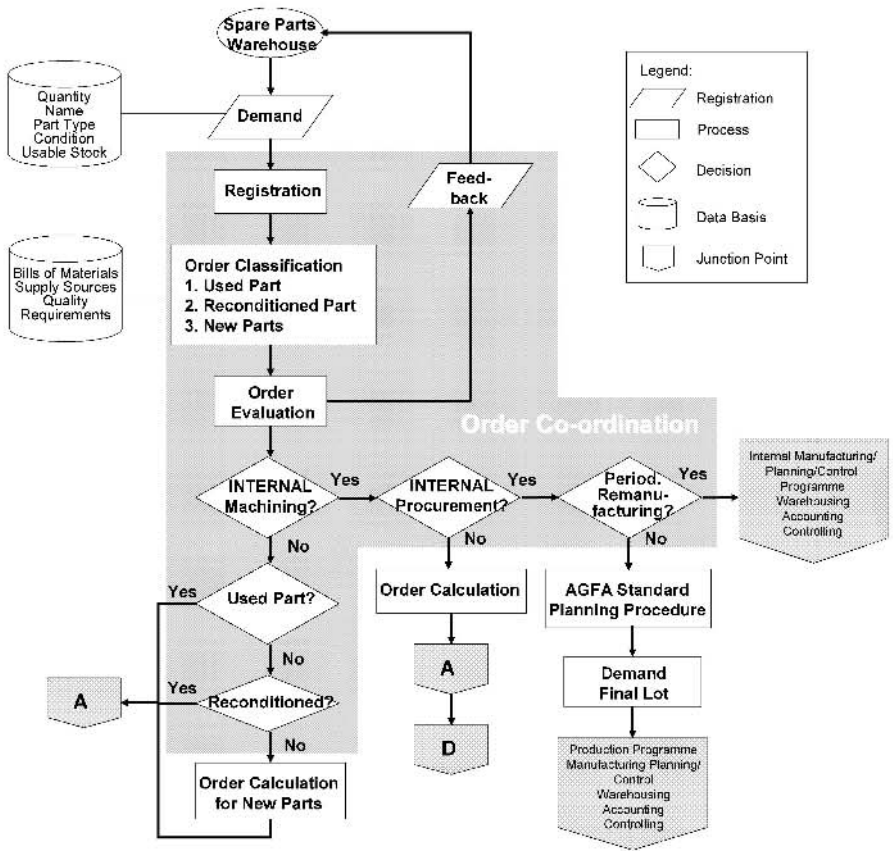 Spare Parts
Warehouse
Quantity
Name
Part Type
Condition
Usable Stock
Demand
Registration
Feed-
back
Legend:
Registration
Process
Decision
Data Basis
Junction Point
Bills of Materials
Supply Sources
Quality
Requirements
Order Classification
1. Used Part
2. Reconditioned Part
3. New Parts
Order
Evaluation
Order Co-ordination
INTERNAL
Machining?
Yes
No
INTERNAL
Procurement?
Yes
No
Period.
Remanu-
facturing?
Yes
No
Internal Manufacturing/
Planning/Control
Programme
Warehousing
Accounting
Controlling
Used Part?
Yes
No
Order Calculation
AGFA Standard
Planning Procedure
A
Reconditioned?
Yes
No
A
D
Demand
Final Lot
Order Calculation
for New Parts
Production Programme
Manufacturing Planning/
Control
Warehousing
Accounting
Controlling